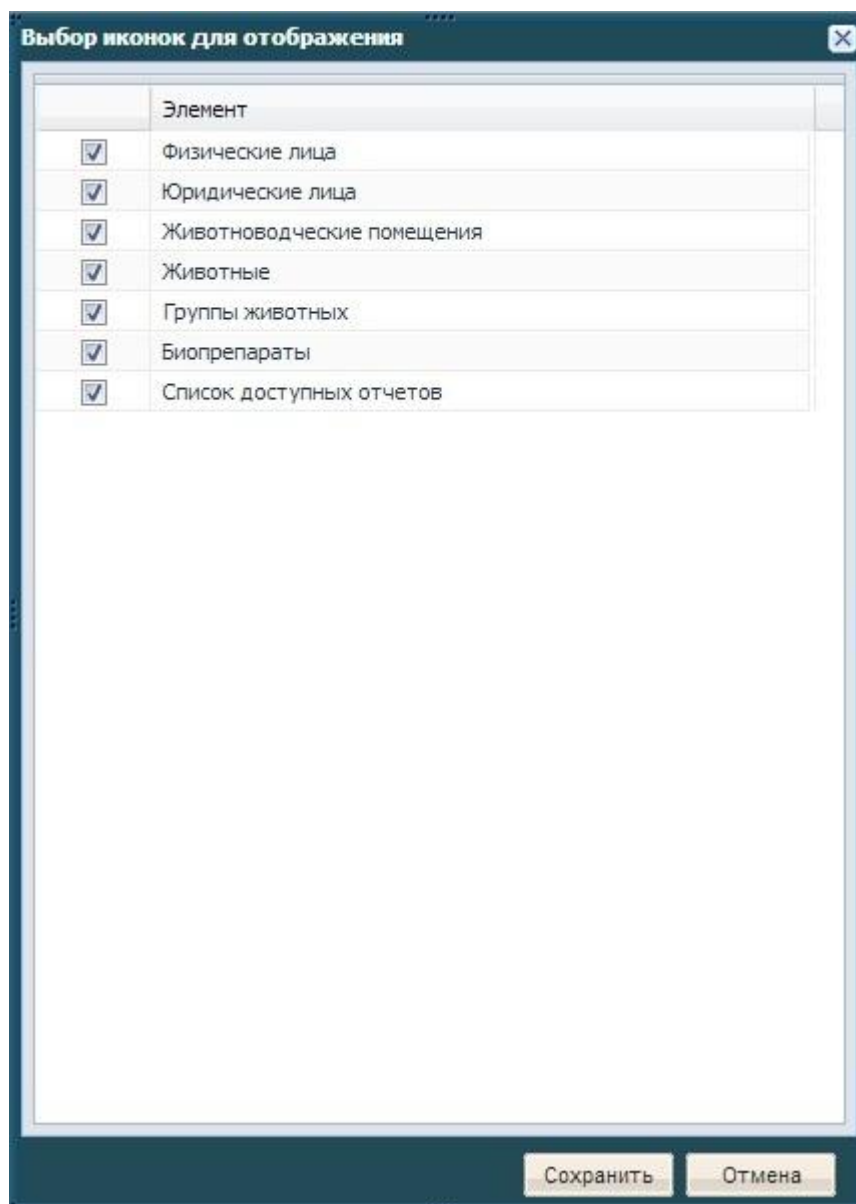 Выбор иконок для отображения
Элемент
Физические лица
Юридические лица
Животноводческие помещения
Животные
Группы животных
Биопрепараты
Список доступных отчетов
Сохранить Отмена